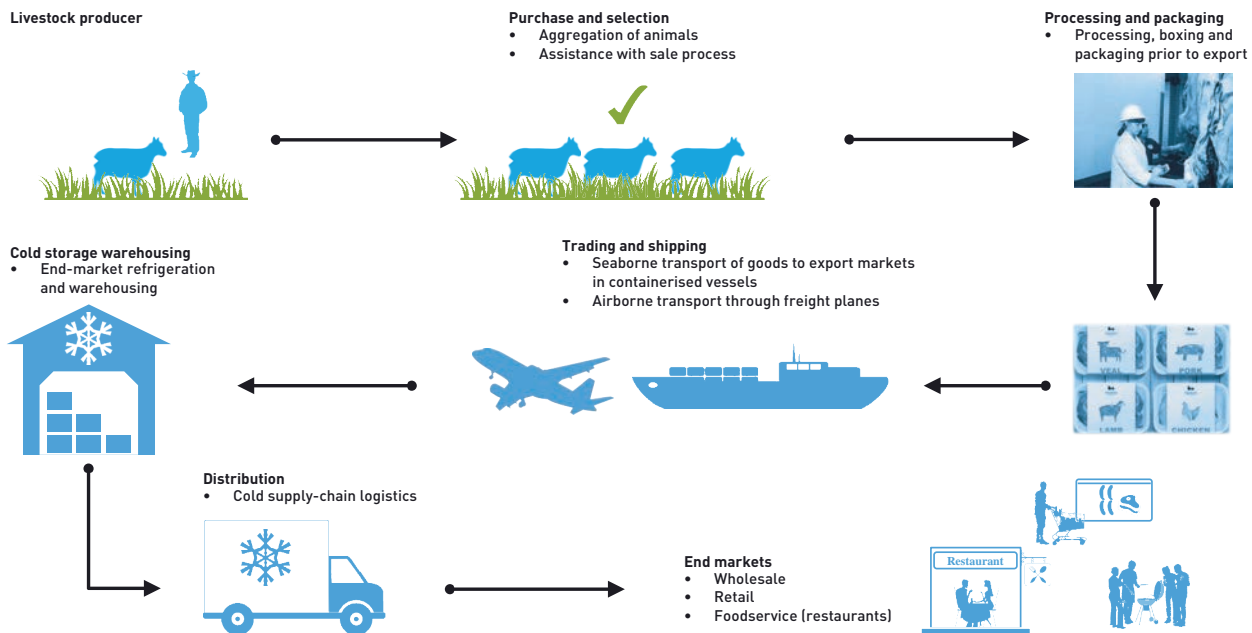 Livestock producer
Purchase and selection
• Aggregation of animals
• Assistance with sale process
Processing and packaging
• Processing, boxing and
packaging prior to export
Cold storage warehousing
• End-market refrigeration
and warehousing
Trading and shipping
• Seaborne transport of goods to export markets
in containerised vessels
• Airborne transport through freight planes
VEAL
PORK
LAMB
CHICKEN
Distribution
• Cold supply-chain logistics
End markets
• Wholesale
• Retail
• Foodservice (restaurants)
Restaurant